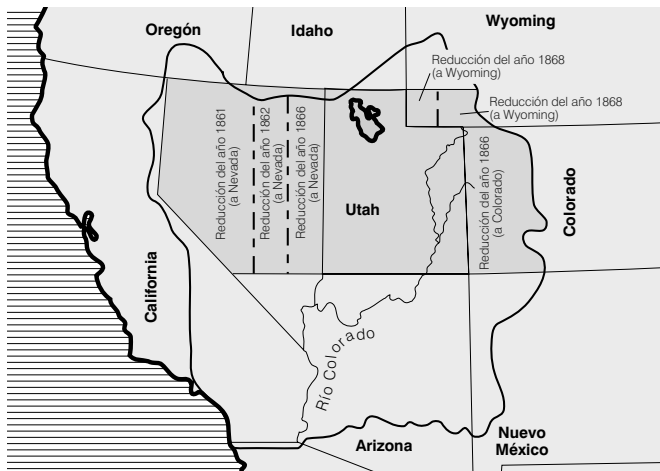 Oregón
Idaho
Wyoming
Reducción del año 1868
(a Wyoming)
Reducción del año 1868
(a Wyoming)
Reducción del año 1861
(a Nevada)
Reducción del año 1862
(a Nevada)
Reducción del año 1866
(a Nevada)
Utah
Reducción del año 1866
(a Colorado)
Colorado
California
Río Colorado
Arizona
Nuevo
México